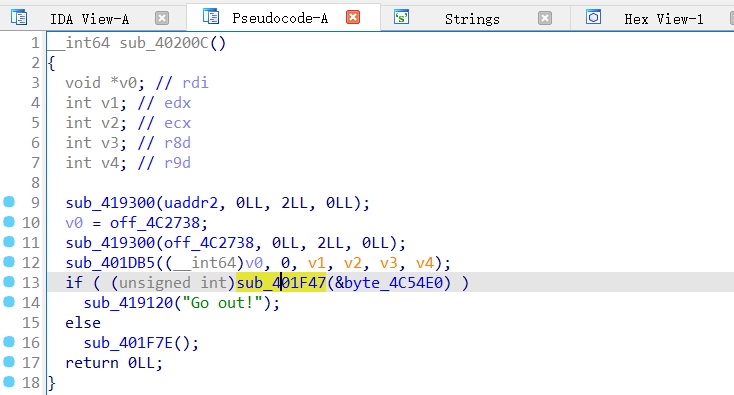 IDA View-A Pseudocode-A Strings Hex View-1
1 __int64 sub_40200C()
2 {
3 void *v0; // rdi
4 int v1; // edx
5 int v2; // ecx
6 int v3; // r8d
7 int v4; // r9d
8
9 sub_419300(uaddr2, 0LL, 2LL, 0LL);
10 v0 = off_4C2738;
11 sub_419300(off_4C2738, 0LL, 2LL, 0LL);
12 sub_401DB5((__int64)v0, 0, v1, v2, v3, v4);
13 if ( (unsigned int)sub_401F47(&byte_4C54E0) )
14 sub_419120("Go out!");
15 else
16 sub_401F7E();
17 return 0LL;
18 }